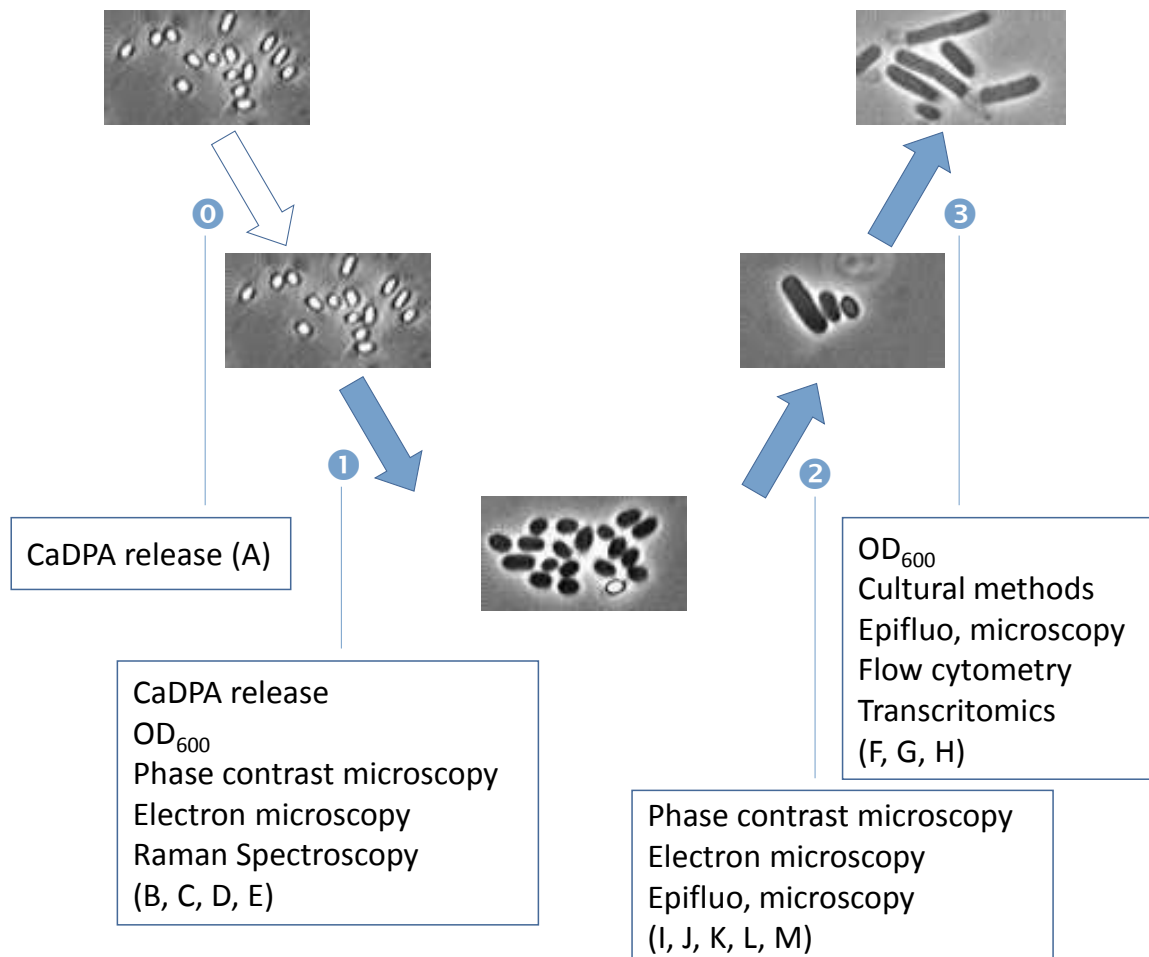 0
3
1
2
CaDPA release (A)
OD600
Cultural methods
Epifluo, microscopy
Flow cytometry
Transcritomics
(F, G, H)
CaDPA release
OD600
Phase contrast microscopy
Electron microscopy
Raman Spectroscopy
(B, C, D, E)
Phase contrast microscopy
Electron microscopy
Epifluo, microscopy
(I, J, K, L, M)